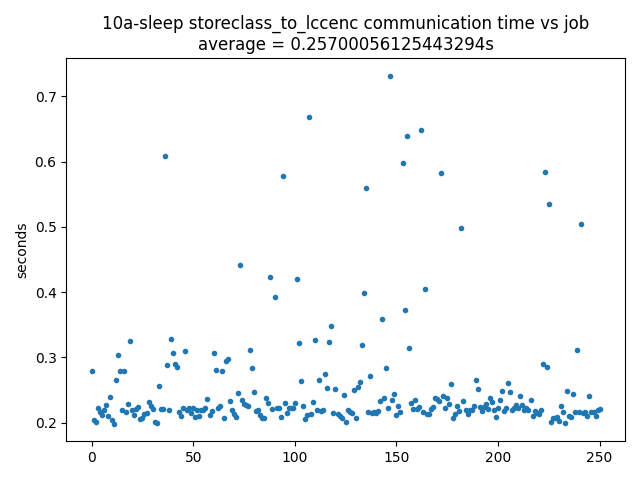 10a-sleep storeclass_to_lccenc communication time vs job
average = 0.25700056125443294s
seconds
0.7
0.6
0.5
0.4
0.3
0.2
0 50 100 150 200 250